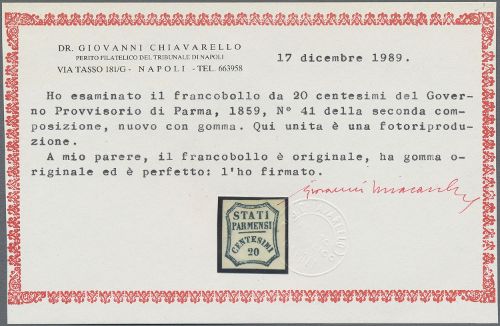 DR. GIOVANNI CHIAVARELLO
PERITO FILATELICO DEL TRIBUNALE DI NAPOLI
VIA TASSO 181/G - NAPOLI - TEL. 663958
17 dicembre 1989.
Ho esaminato il francobollo da 20 centesimi del Gover-
no Provvisorio di Parma, 1859, N° 41 della seconda com-
posizione, nuovo con gomma. Qui unita è una fotoriprodu-
zione.
A mio parere, il francobollo è originale, ha gomma o-
riginale ed è perfetto: l'ho firmato.
STATI
PARMENSI
CENTESIMI
20